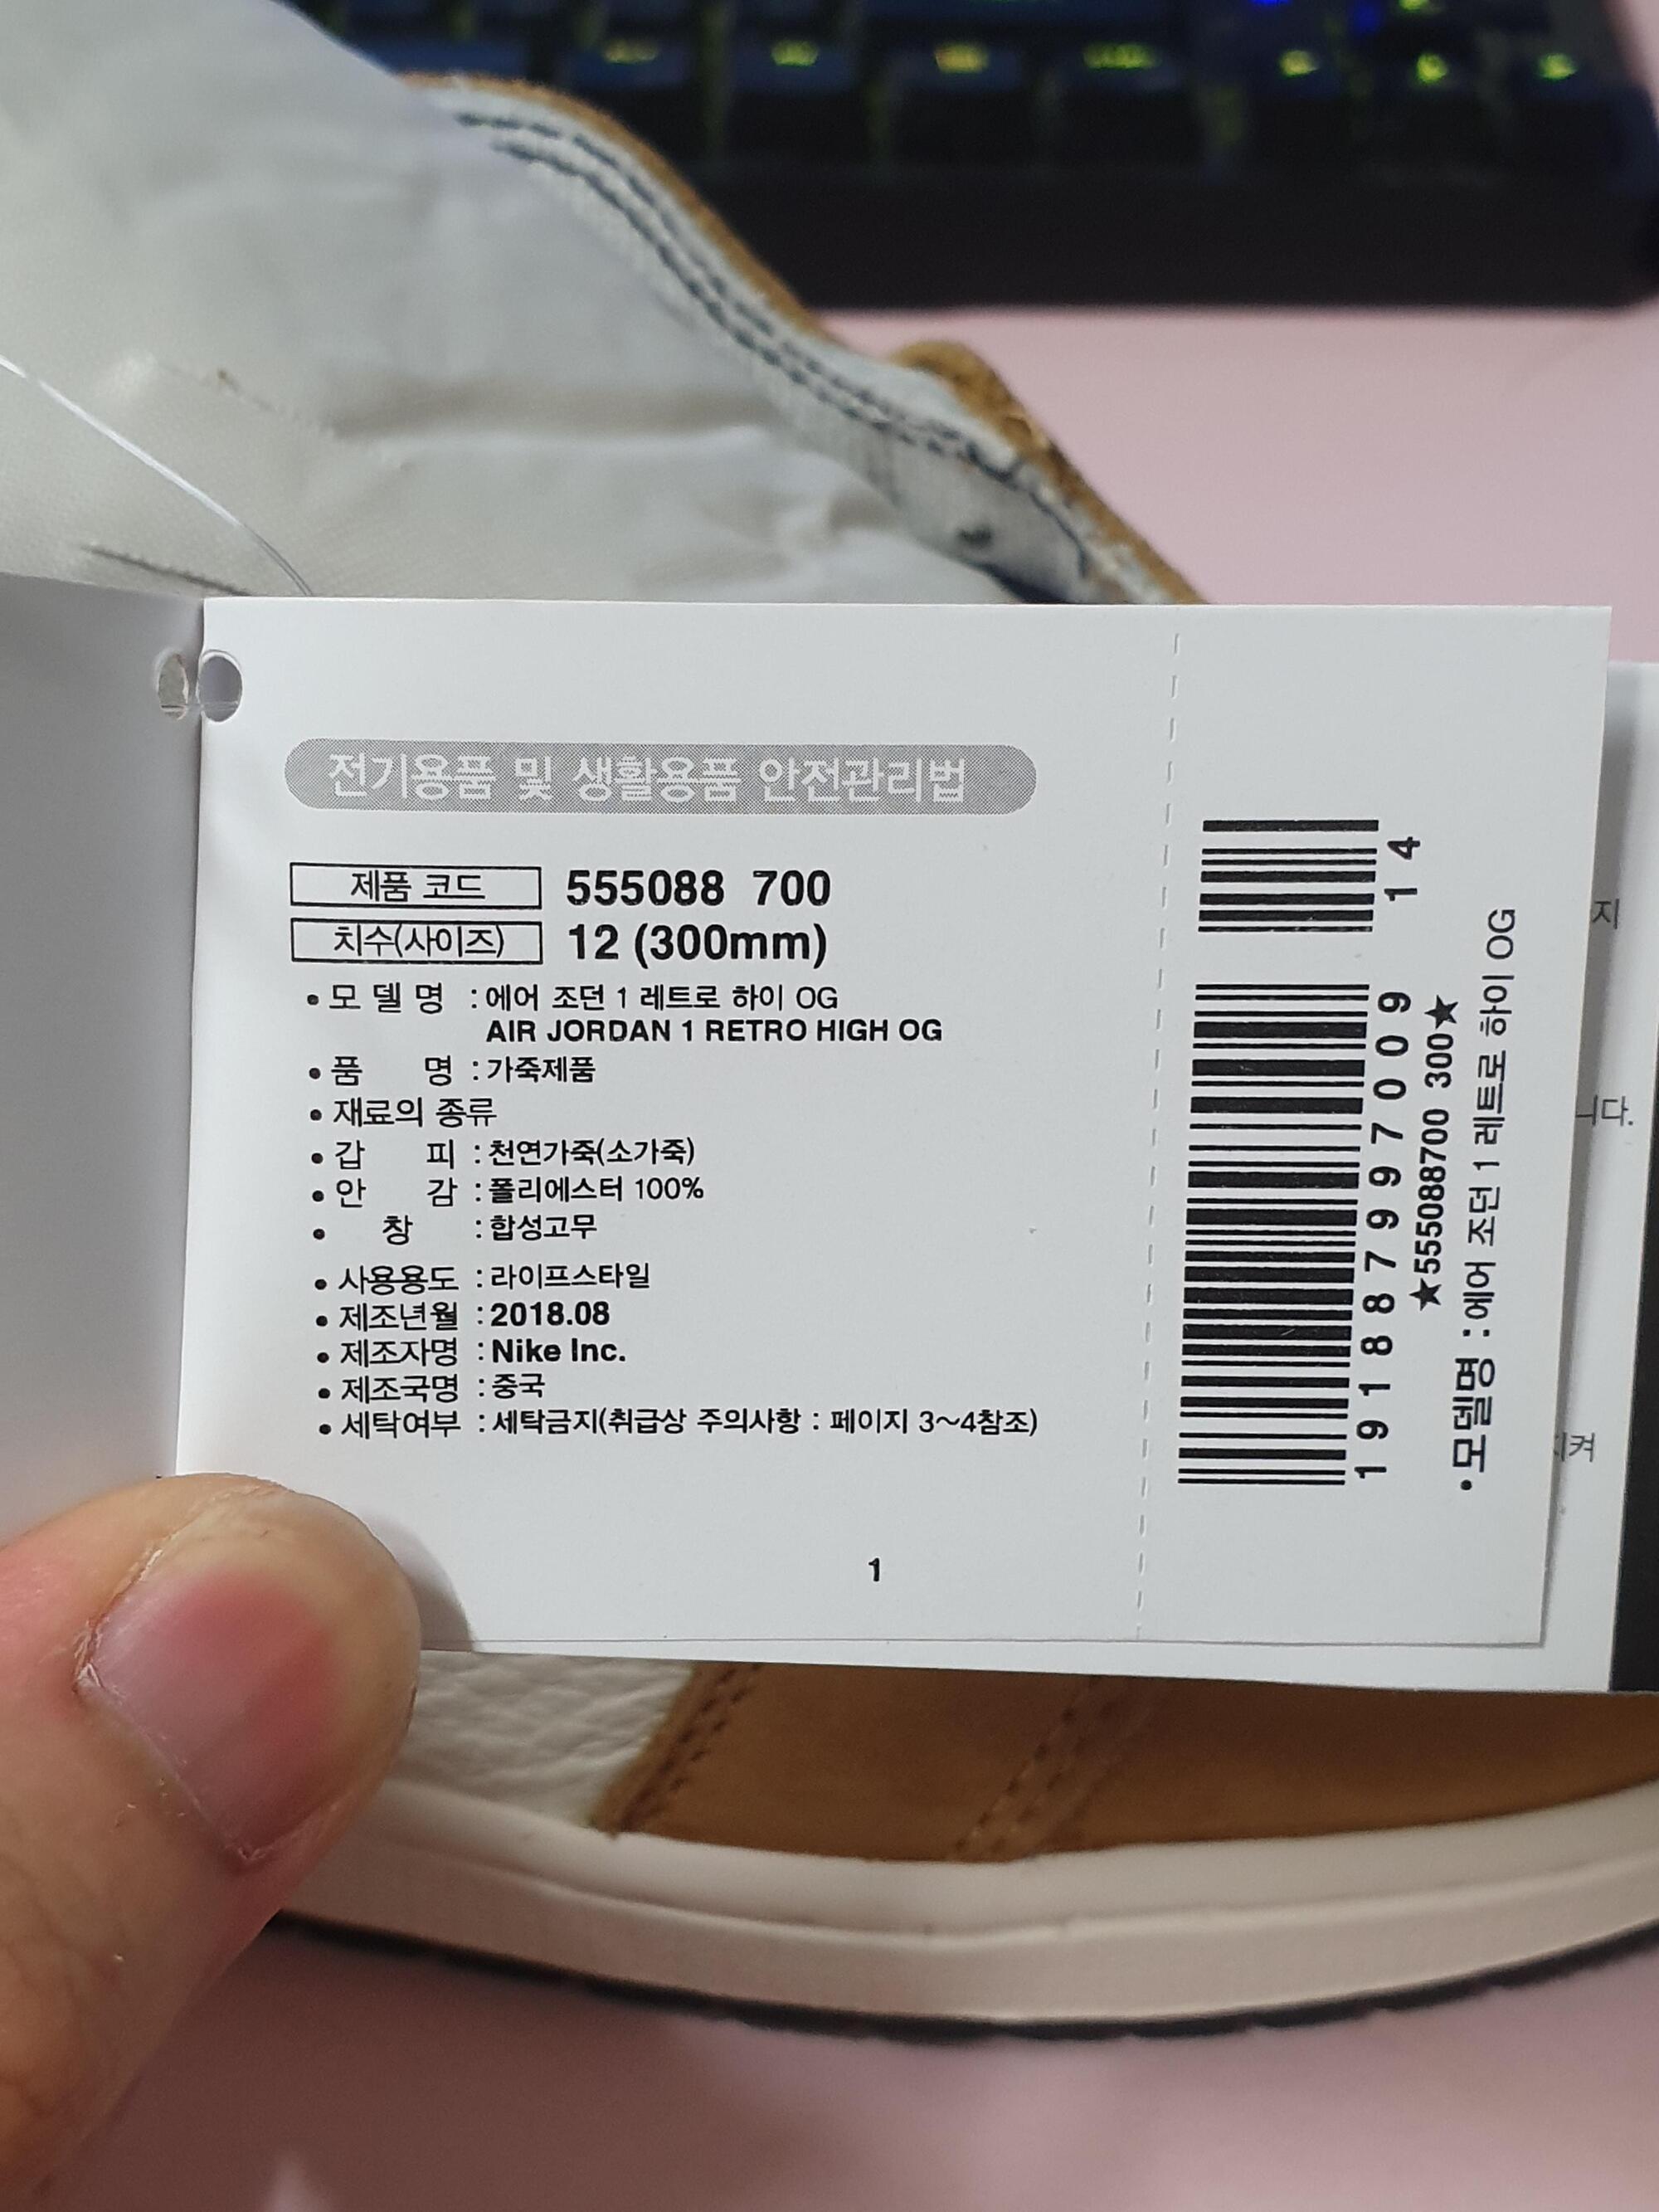 전기용품 및 생활용품 안전관리법
제품 코드 555088 700
치수(사이즈) 12 (300mm)
• 모 델 명 : 에어 조던 1 레트로 하이 OG
AIR JORDAN 1 RETRO HIGH OG
• 품 명 : 가죽제품
• 재료의 종류
• 갑 피 : 천연가죽(소가죽)
• 안 감 : 폴리에스터 100%
• 창 : 합성고무
• 사용용도 : 라이프스타일
• 제조년월 : 2018.08
• 제조자명 : Nike Inc.
• 제조국명 : 중국
• 세탁여부 : 세탁금지(취급상 주의사항 : 페이지 3~4참조)
1
191887997009 14
★555088700 300★
• 모델명 : 에어 조던 1 레트로 하이 OG
지
니다.
켜